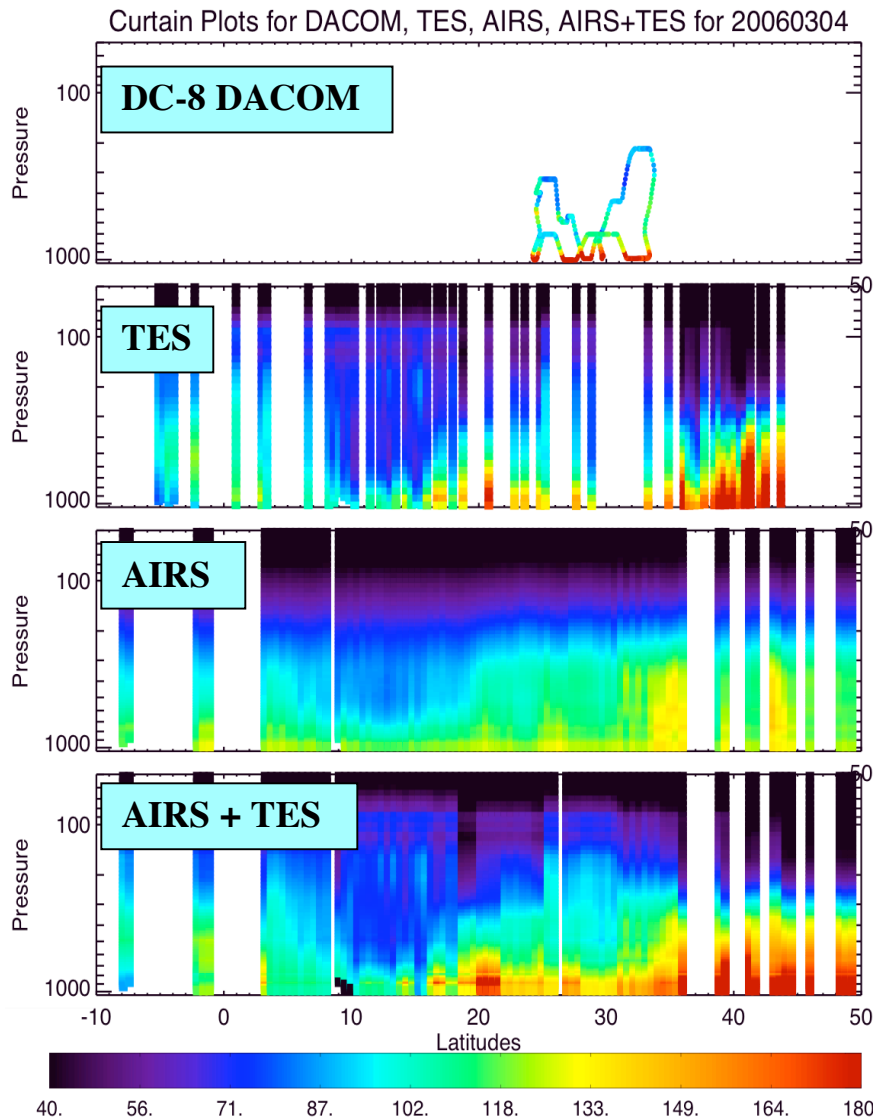 Curtain Plots for DACOM, TES, AIRS, AIRS+TES for 20060304
DC-8 DACOM
Pressure
100
1000
TES
Pressure
100
1000
50
AIRS
Pressure
100
1000
50
AIRS + TES
Pressure
100
1000
50
-10 0 10 20 30 40 50
Latitudes
40. 56. 71. 87. 102. 118. 133. 149. 164. 180